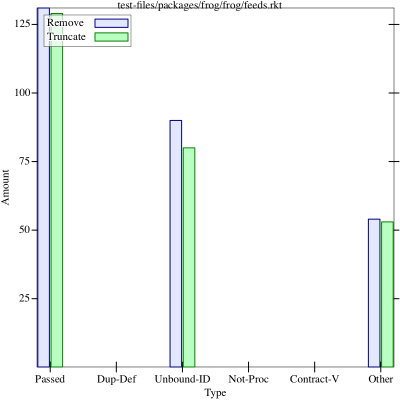 test-files/packages/frog/frog/feeds.rkt
Remove
Truncate
125
100
75
50
25
Amount
Passed Dup-Def Unbound-ID Not-Proc Contract-V Other
Type